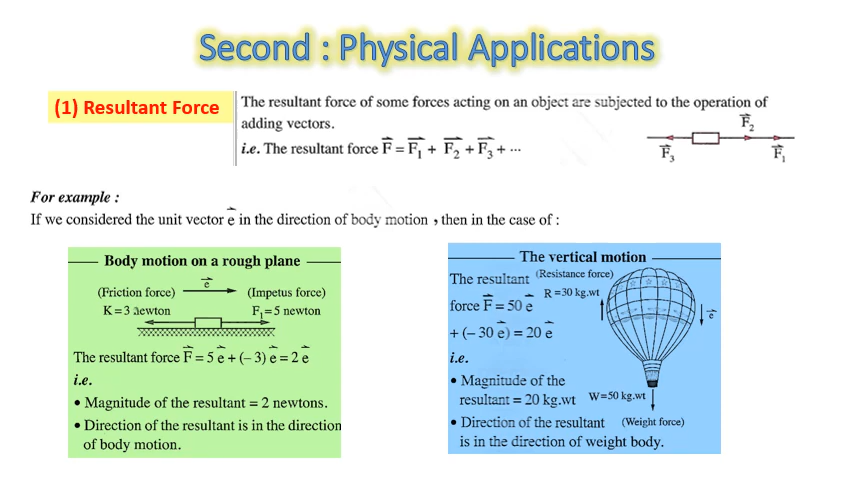 Second : Physical Applications
(1) Resultant Force
The resultant force of some forces acting on an object are subjected to the operation of
adding vectors.
i.e. The resultant force F⃗ = F⃗₁ + F⃗₂ + F⃗₃ + ...
F⃗₂
F⃗₃
F⃗₁
For example :
If we considered the unit vector e⃗ in the direction of body motion , then in the case of :
Body motion on a rough plane
(Friction force) e⃗ (Impetus force)
K=3 newton F₁=5 newton
The resultant force F⃗ = 5 e⃗ + (– 3) e⃗ = 2 e⃗
i.e.
• Magnitude of the resultant = 2 newtons.
• Direction of the resultant is in the direction
of body motion.
The vertical motion
The resultant (Resistance force)
force F⃗ = 50 e⃗ R=30 kg.wt
+ (– 30 e⃗) = 20 e⃗
e⃗
i.e.
• Magnitude of the
resultant = 20 kg.wt W=50 kg.wt
• Direction of the resultant (Weight force)
is in the direction of weight body.